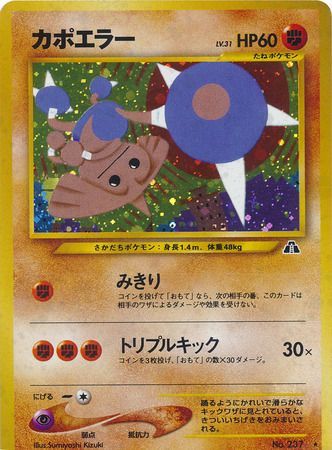 カポエラー LV.31 HP60
たねポケモン
さかだちポケモン：身長1.4m、体重48kg
みきり
コインを投げて「おもて」なら、次の相手の番、このカードは
相手のワザによるダメージや効果を受けない。
トリプルキック 30×
コインを3枚投げ、「おもて」の数×30ダメージ。
にげる
弱点 抵抗力
踊るようにかれいで滑らかな
キックワザに見とれていると、
きついいちげきをおみまいさ
れる。
Illus.Sumiyoshi Kizuki No.237